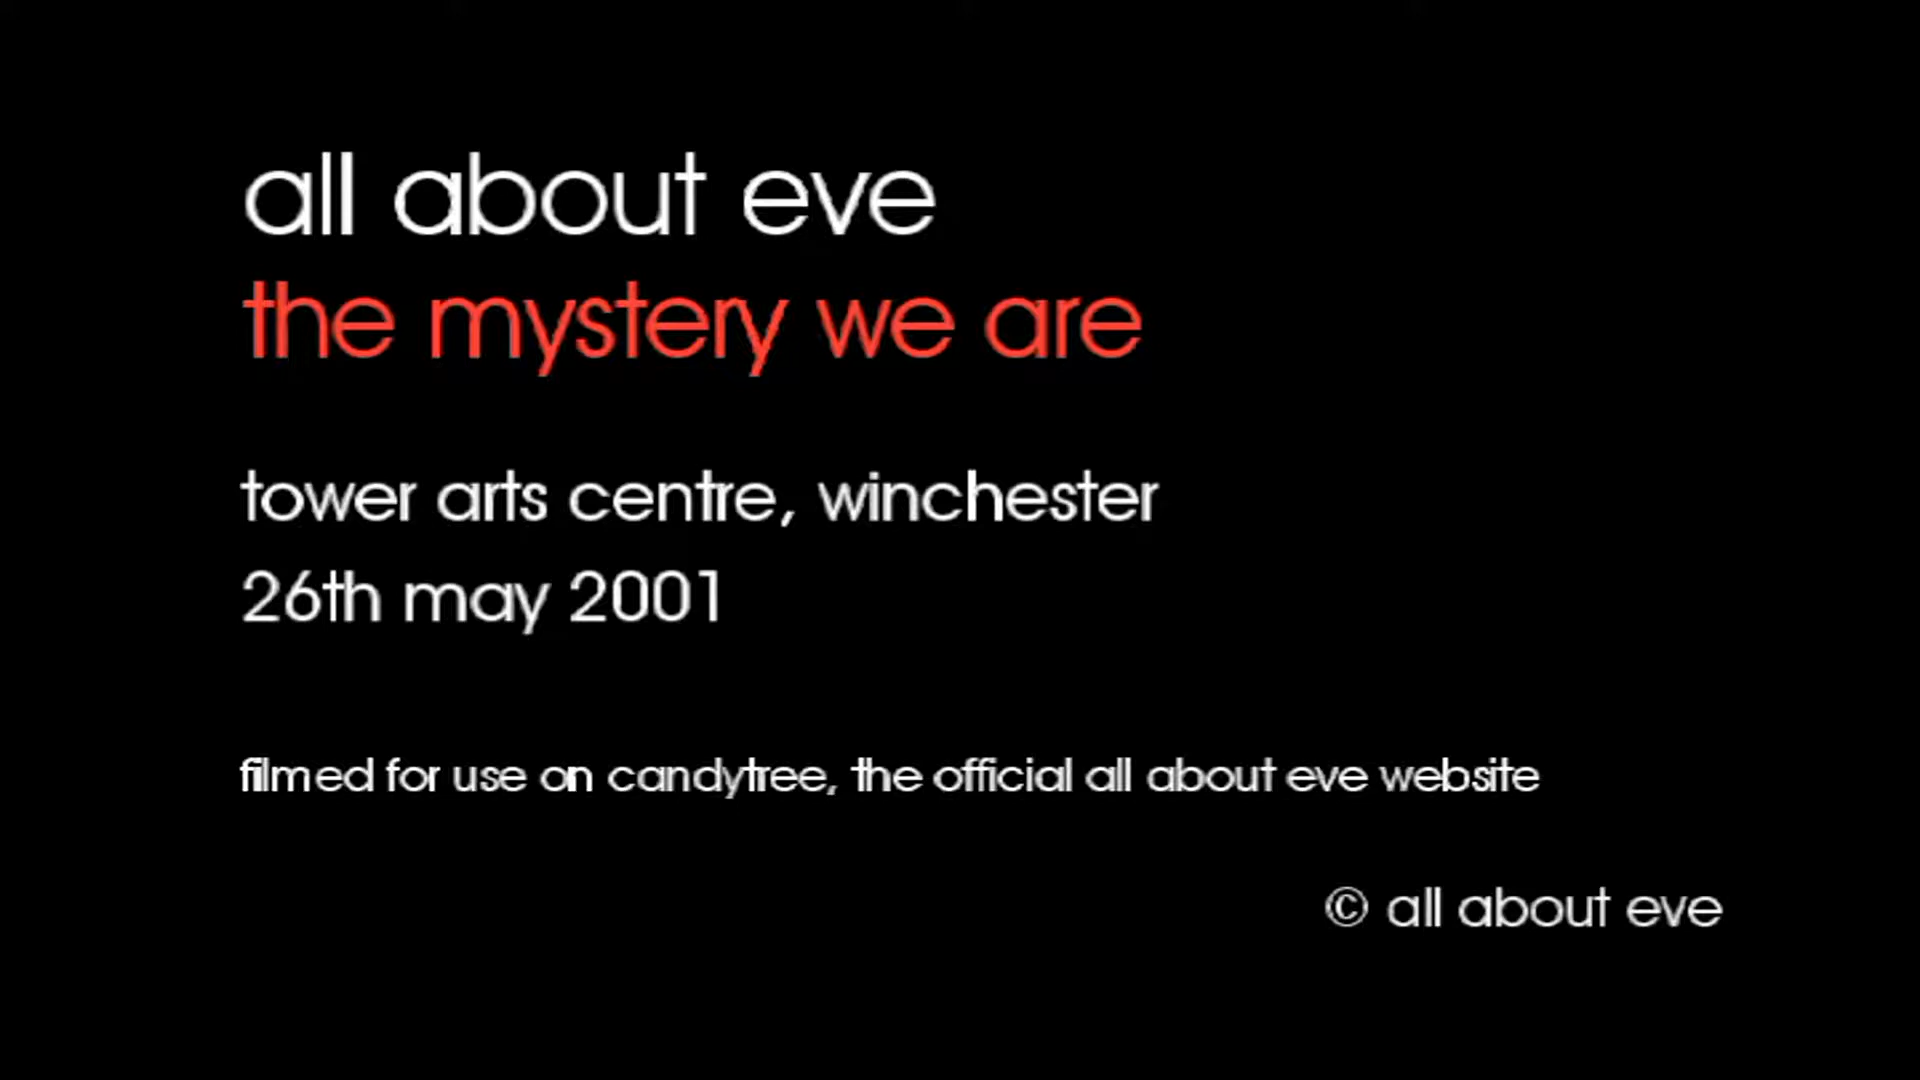 all about eve
the mystery we are
tower arts centre, winchester
26th may 2001
filmed for use on candytree, the official all about eve website
© all about eve